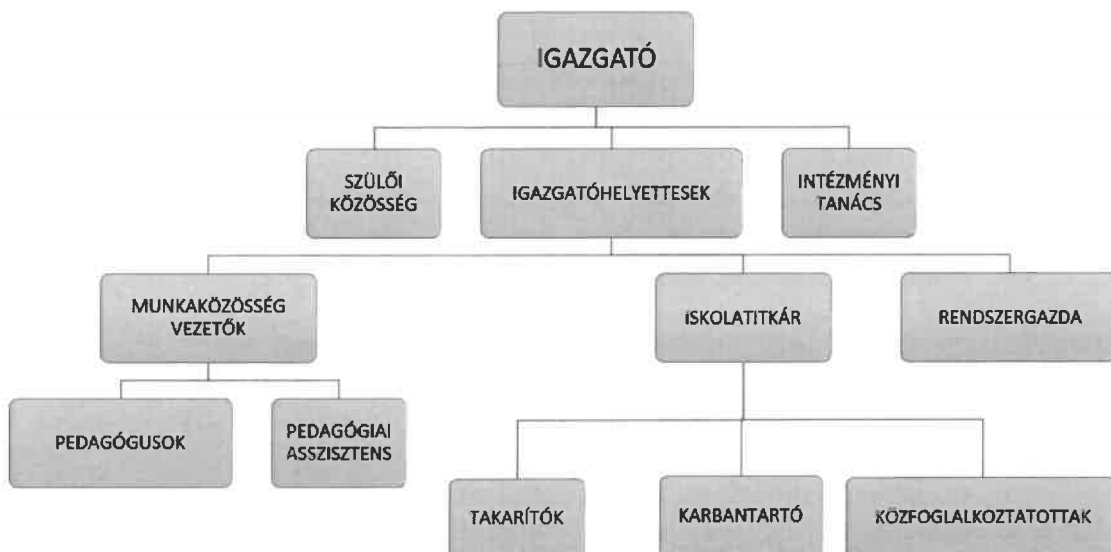 IGAZGATÓ
SZÜLŐI
KÖZÖSSÉG
IGAZGATÓHELYETTESEK
INTÉZMÉNYI
TANÁCS
MUNKAKÖZÖSSÉG
VEZETŐK
ISKOLATITKÁR
RENDSZERGAZDA
PEDAGÓGUSOK
PEDAGÓGIAI
ASSZISZTENS
TAKARÍTÓK
KARBANTARTÓ
KÖZFOGLALKOZTATOTTAK